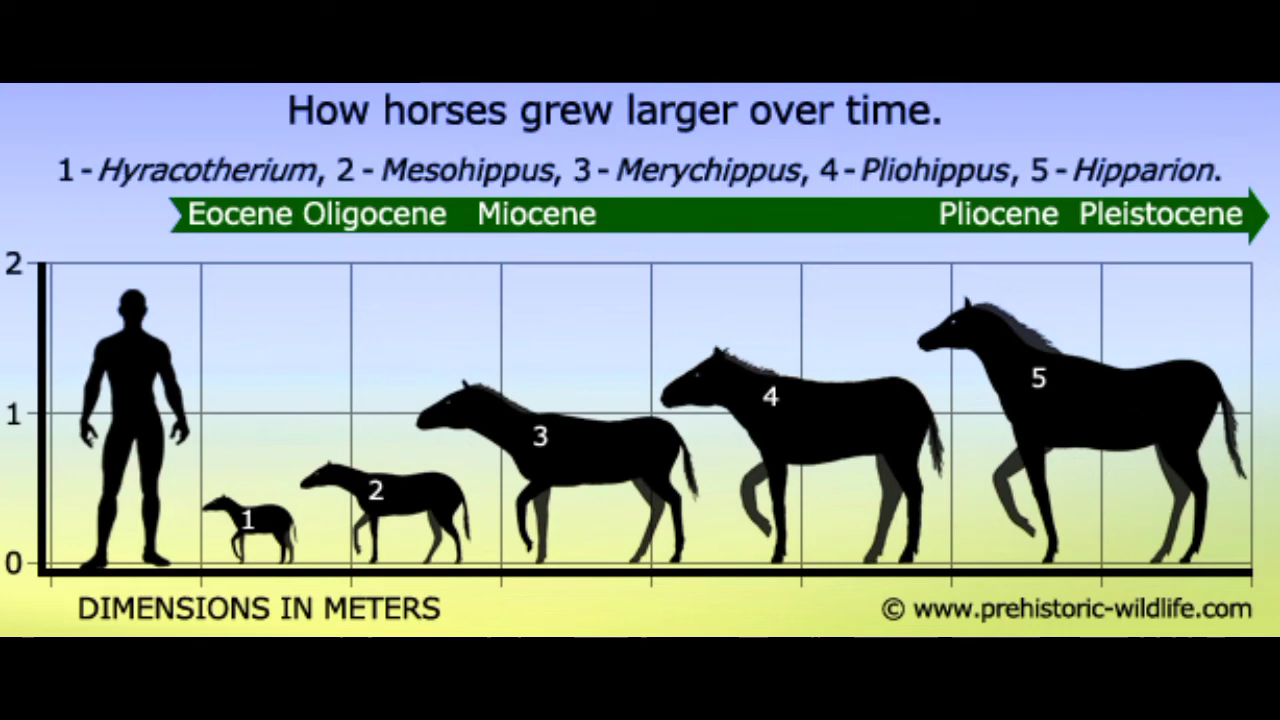 How horses grew larger over time.
1 - Hyracotherium, 2 - Mesohippus, 3 - Merychippus, 4 - Pliohippus, 5 - Hipparion.
Eocene Oligocene Miocene Pliocene Pleistocene
2
1
0
1
2
3
4
5
DIMENSIONS IN METERS
© www.prehistoric-wildlife.com